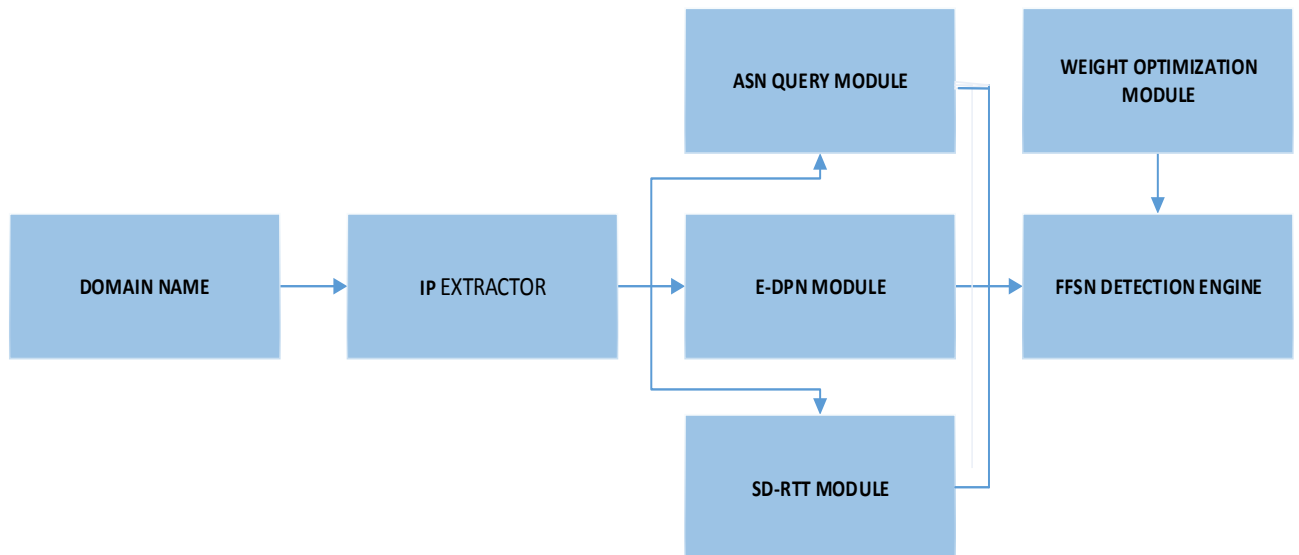 ASN QUERY MODULE
WEIGHT OPTIMIZATION
MODULE
DOMAIN NAME
IP EXTRACTOR
E-DPN MODULE
FFSN DETECTION ENGINE
SD-RTT MODULE